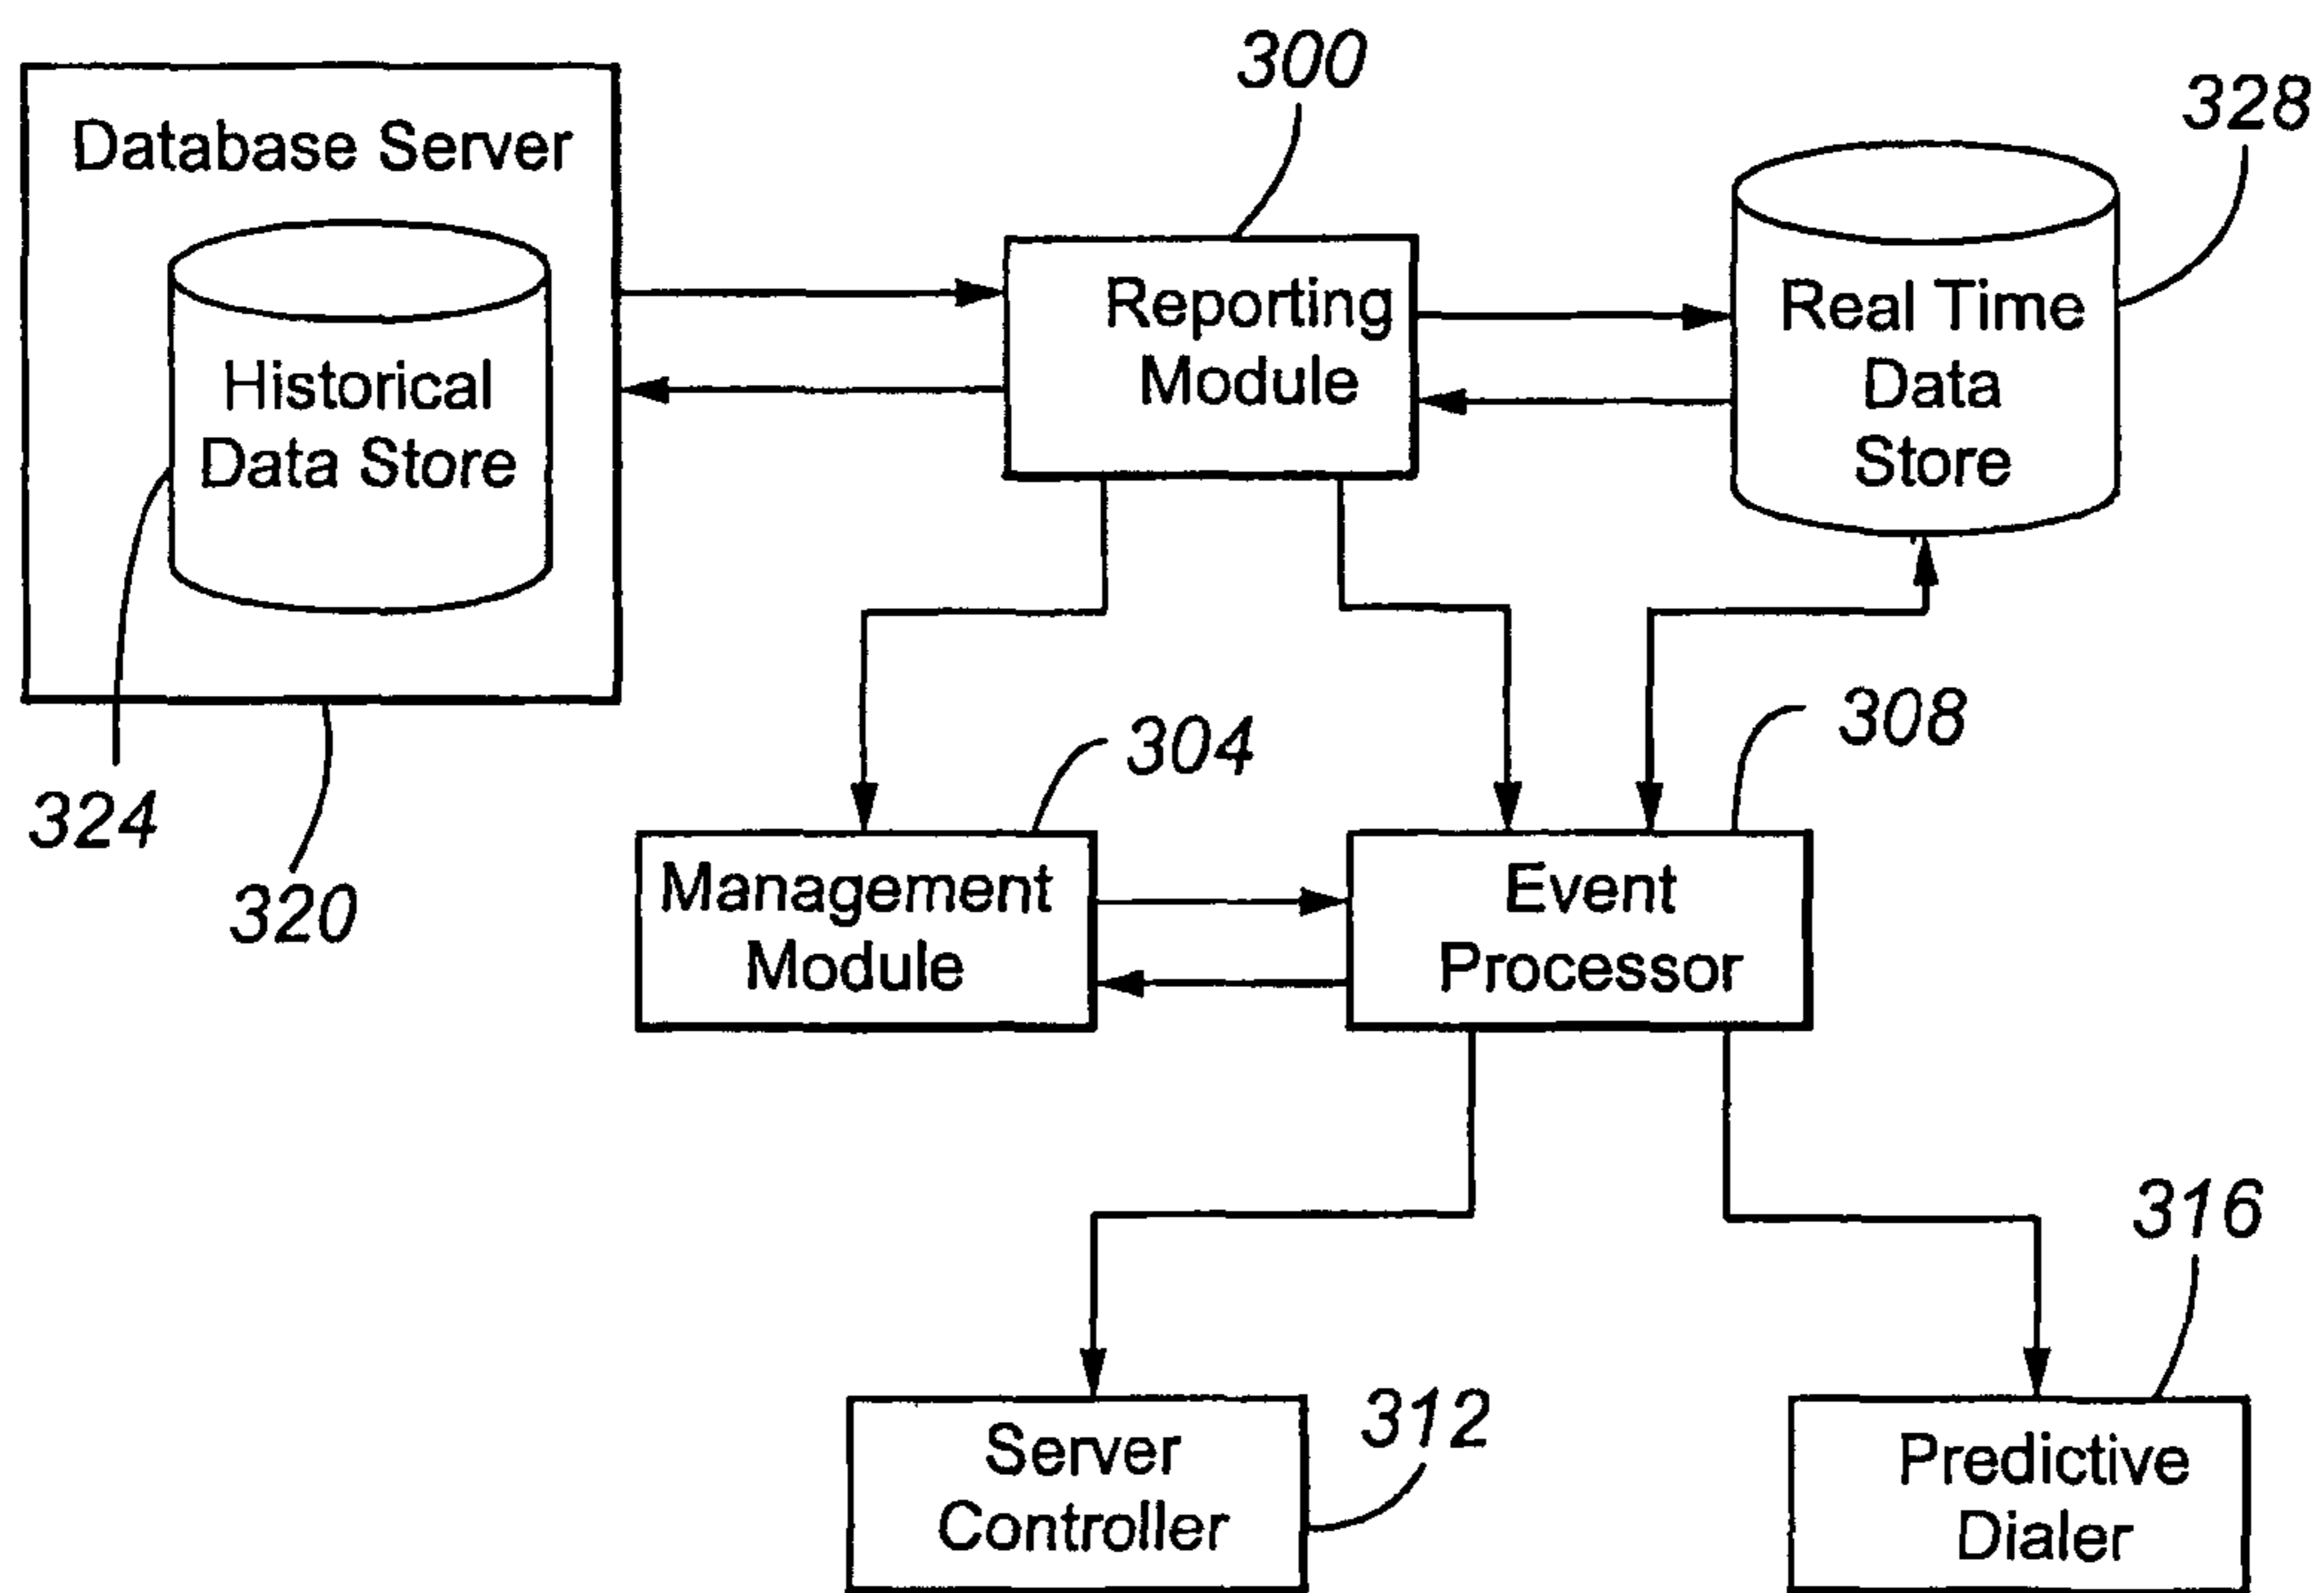 300
328
Database Server
Reporting
Module
Real Time
Data
Store
Historical
Data Store
304
308
324
320
Management
Module
Event
Processor
316
312
Server
Controller
Predictive
Dialer